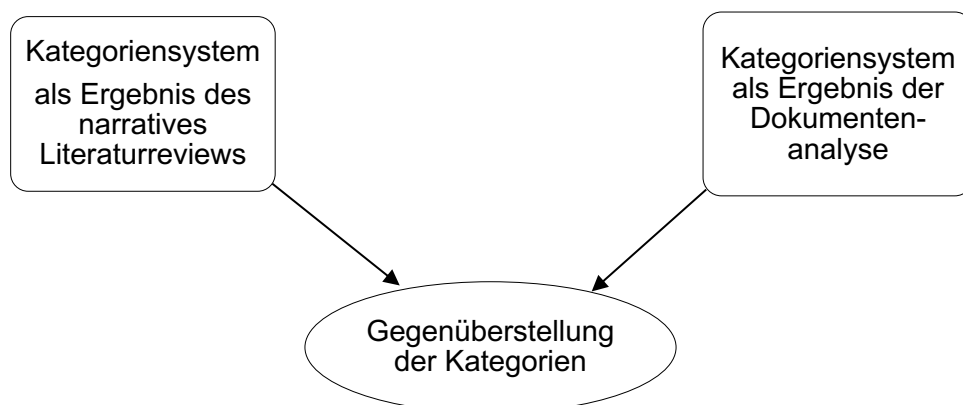 Kategoriensystem
als Ergebnis des
narratives
Literaturreviews
Kategoriensystem
als Ergebnis der
Dokumenten-
analyse
Gegenüberstellung
der Kategorien